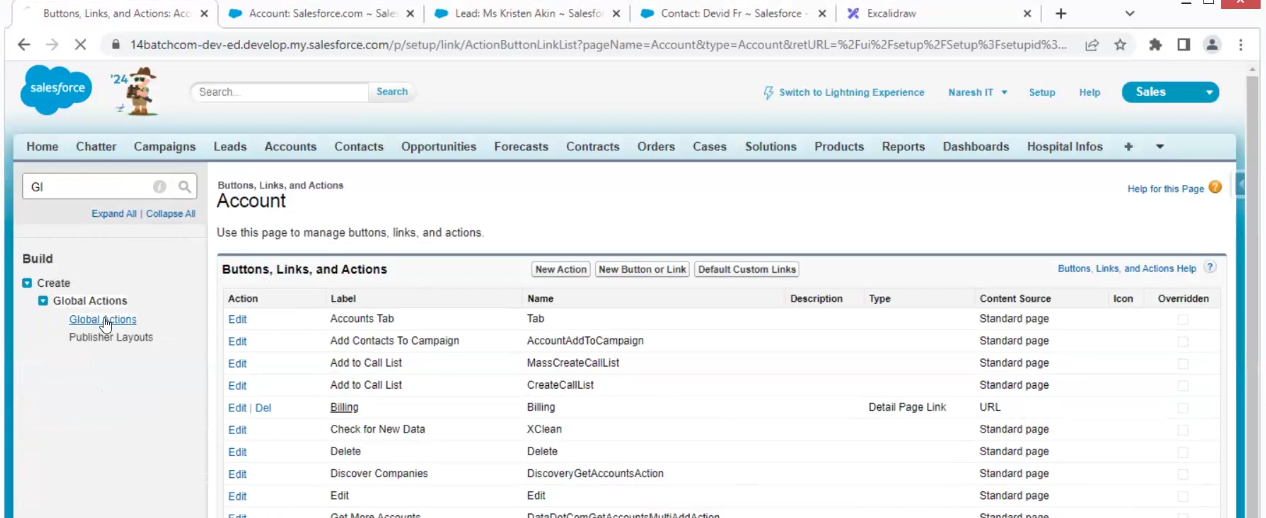 Buttons, Links, and Actions: Acc
Account: Salesforce.com ~ Sales
Lead: Ms Kristen Akin ~ Salesfor
Contact: Devid Fr ~ Salesforce -
Excalidraw
14batchcom-dev-ed.develop.my.salesforce.com/p/setup/link/ActionButtonLinkList?pageName=Account&type=Account&retURL=%2Fui%2Fsetup%2FSetup%3Fsetupid%3...
salesforce
'24
Search...
Search
Switch to Lightning Experience
Naresh IT
Setup
Help
Sales
Home Chatter Campaigns Leads Accounts Contacts Opportunities Forecasts Contracts Orders Cases Solutions Products Reports Dashboards Hospital Infos +
Gl
Expand All | Collapse All
Build
Create
Global Actions
Global Actions
Publisher Layouts
Buttons, Links, and Actions
Account
Help for this Page
Use this page to manage buttons, links, and actions.
Buttons, Links, and Actions New Action New Button or Link Default Custom Links Buttons, Links, and Actions Help ?
Action Label Name Description Type Content Source Icon Overridden
Edit Accounts Tab Tab Standard page
Edit Add Contacts To Campaign AccountAddToCampaign Standard page
Edit Add to Call List MassCreateCallList Standard page
Edit Add to Call List CreateCallList Standard page
Edit | Del Billing Billing Detail Page Link URL
Edit Check for New Data XClean Standard page
Edit Delete Delete Standard page
Edit Discover Companies DiscoveryGetAccountsAction Standard page
Edit Edit Edit Standard page
Edit Get More Accounts DataDotComGetAccountsMultiAddAction Standard page